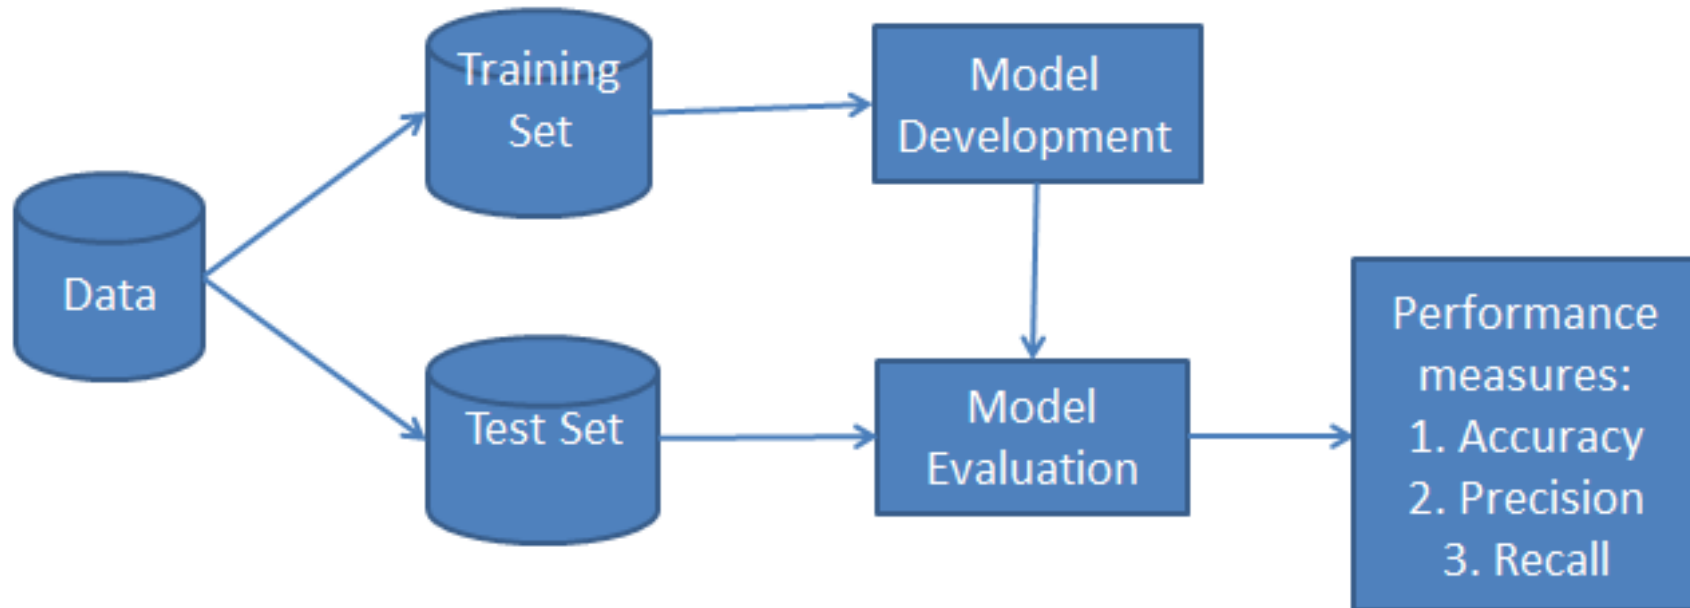 Training
Set
Model
Development
Data
Test Set
Model
Evaluation
Performance
measures:
1. Accuracy
2. Precision
3. Recall